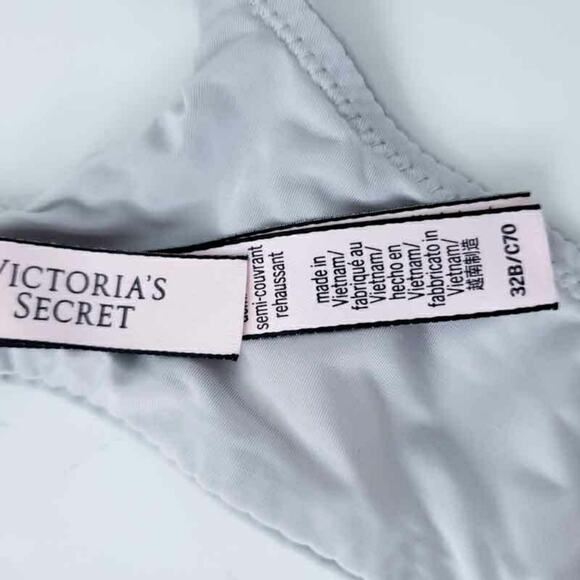 VICTORIA'S
SECRET
semi-couvrant
rehaussant
made in
Vietnam/
fabriqué au
Vietnam/
hecho en
Vietnam/
fabbricato in
Vietnam/
越南制造
32B/C70